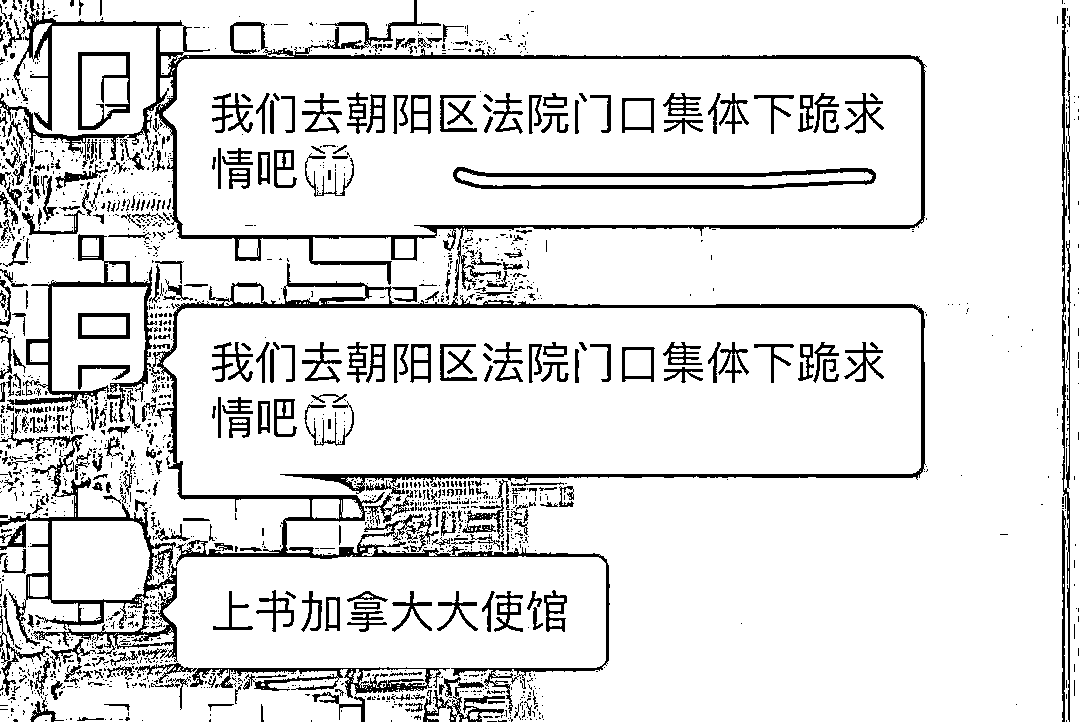 我们去朝阳区法院门口集体下跪求
情吧
我们去朝阳区法院门口集体下跪求
情吧
上书加拿大大使馆